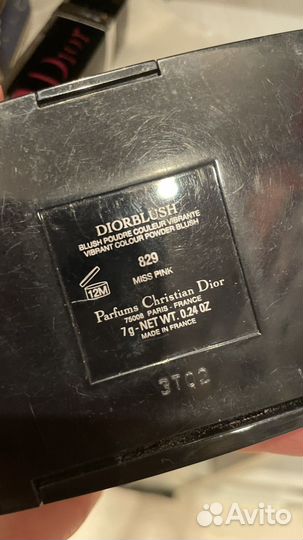 Dior
DIORBLUSH
BLUSH POUDRE COULEUR VIBRANTE
VIBRANT COLOUR POWDER BLUSH
829
MISS PINK
12M
Parfums Christian Dior
75008 PARIS - FRANCE
7g - NET WT. 0.24 OZ
MADE IN FRANCE
3T02
Avito